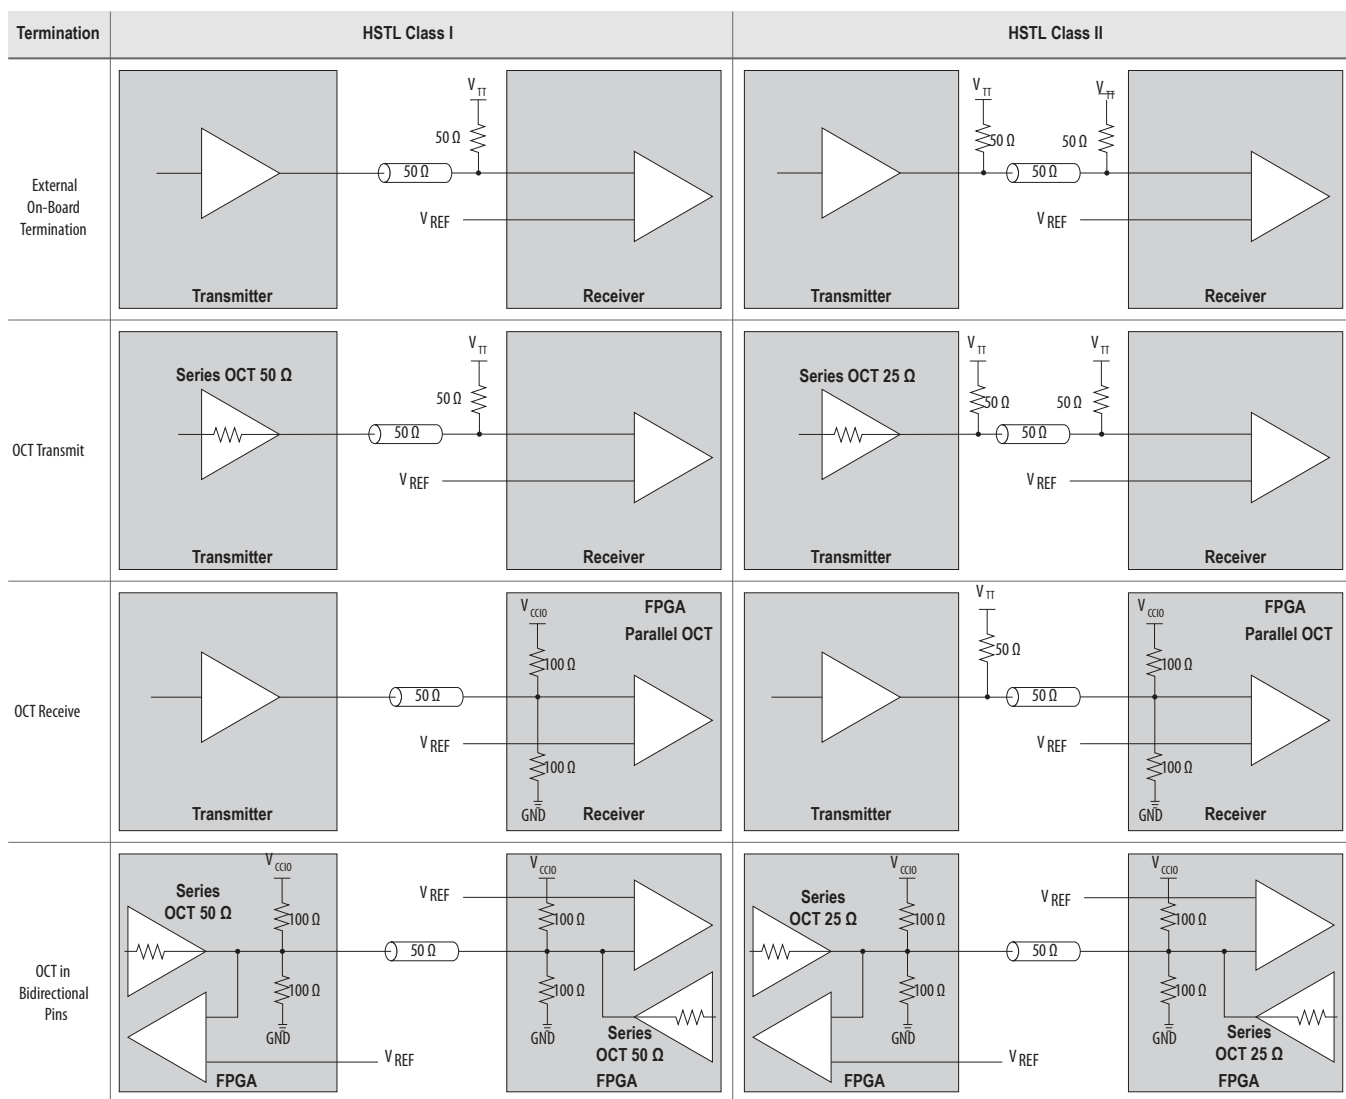 Termination HSTL Class I HSTL Class II
External
On-Board
Termination
V TT
50 Ω
50 Ω
V REF
Transmitter
Receiver
V TT
50 Ω
V TT
50 Ω
50 Ω
V REF
Transmitter
Receiver
OCT Transmit
Series OCT 50 Ω
V TT
50 Ω
50 Ω
V REF
Transmitter
Receiver
Series OCT 25 Ω
V TT
50 Ω
V TT
50 Ω
50 Ω
V REF
Transmitter
Receiver
OCT Receive
50 Ω
V REF
V CCIO
FPGA
Parallel OCT
100 Ω
100 Ω
GND
Transmitter
Receiver
V TT
50 Ω
50 Ω
V REF
V CCIO
FPGA
Parallel OCT
100 Ω
100 Ω
GND
Transmitter
Receiver
OCT in
Bidirectional
Pins
Series
OCT 50 Ω
V CCIO
100 Ω
100 Ω
GND
V REF
FPGA
50 Ω
V REF
V CCIO
100 Ω
100 Ω
GND
Series
OCT 50 Ω
FPGA
Series
OCT 25 Ω
V CCIO
100 Ω
100 Ω
GND
V REF
FPGA
50 Ω
V REF
V CCIO
100 Ω
100 Ω
GND
Series
OCT 25 Ω
FPGA